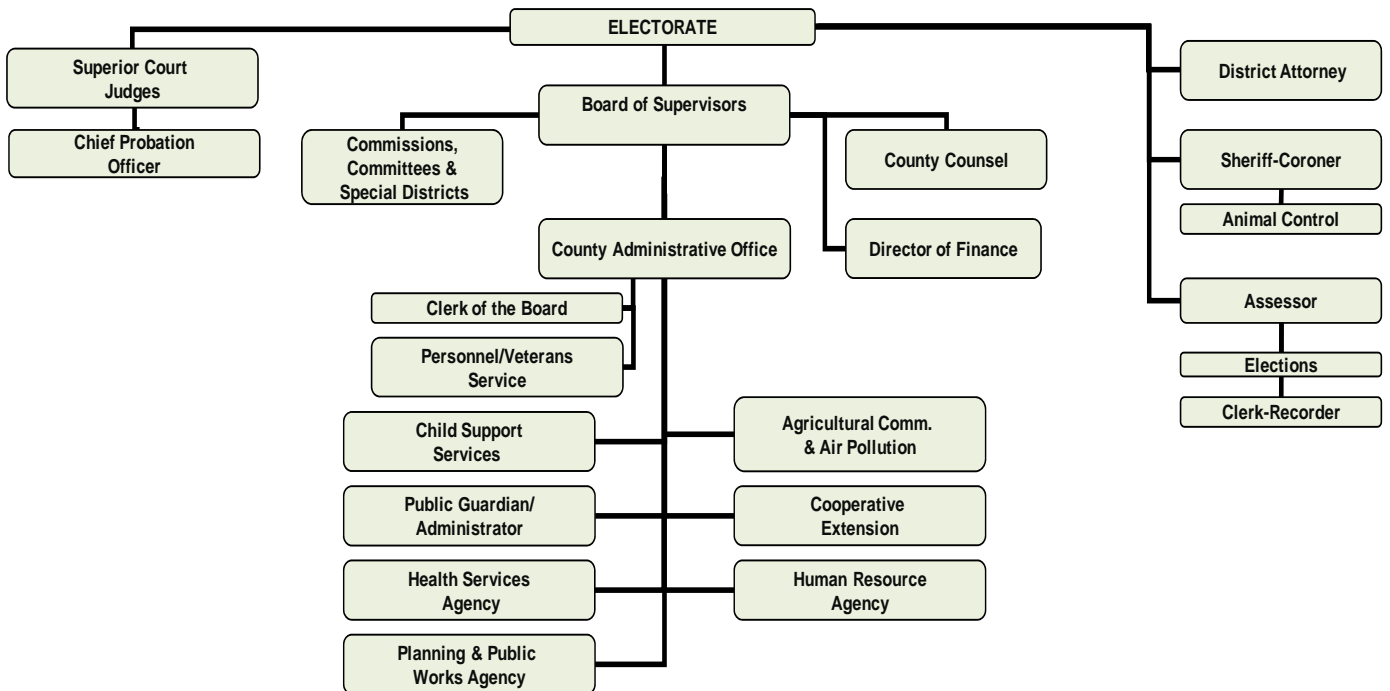 ELECTORATE
Superior Court
Judges
Chief Probation
Officer
Board of Supervisors
Commissions,
Committees &
Special Districts
County Counsel
County Administrative Office
Director of Finance
District Attorney
Sheriff-Coroner
Animal Control
Assessor
Elections
Clerk-Recorder
Clerk of the Board
Personnel/Veterans
Service
Child Support
Services
Agricultural Comm.
& Air Pollution
Public Guardian/
Administrator
Cooperative
Extension
Health Services
Agency
Human Resource
Agency
Planning & Public
Works Agency